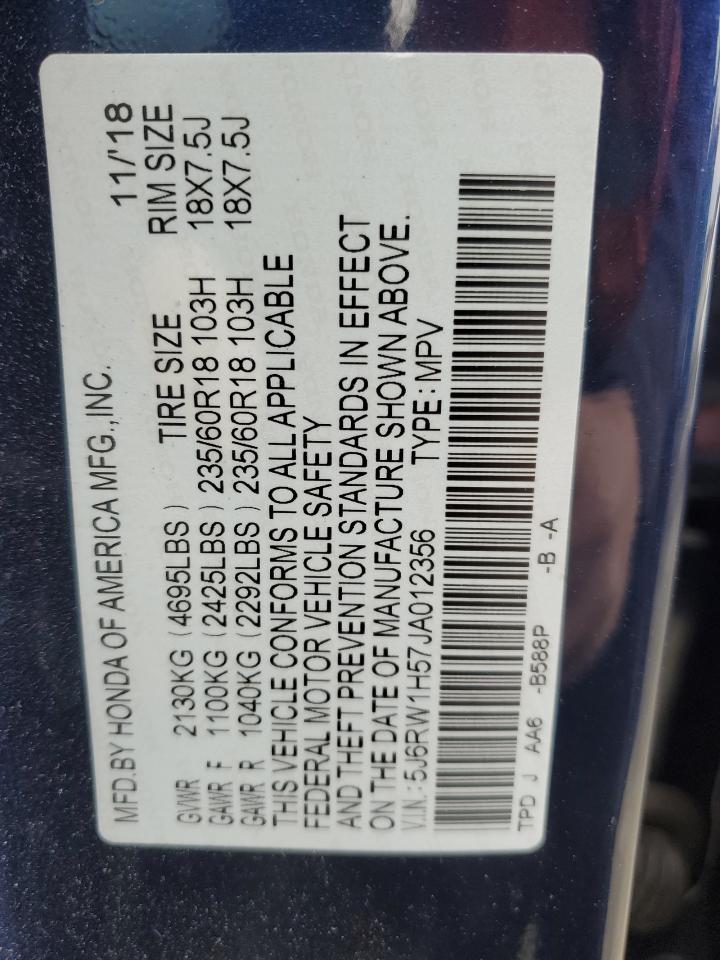 MFD.BY HONDA OF AMERICA MFG.,INC. 11/'18
GVWR 2130KG (4695LBS) TIRE SIZE RIM SIZE
GAWR F 1100KG (2425LBS) 235/60R18 103H 18X7.5J
GAWR R 1040KG (2292LBS) 235/60R18 103H 18X7.5J
THIS VEHICLE CONFORMS TO ALL APPLICABLE
FEDERAL MOTOR VEHICLE SAFETY
AND THEFT PREVENTION STANDARDS IN EFFECT
ON THE DATE OF MANUFACTURE SHOWN ABOVE.
V.I.N.: 5J6RW1H57JA012356 TYPE : MPV
TPD J AA6 -B588P -B -A